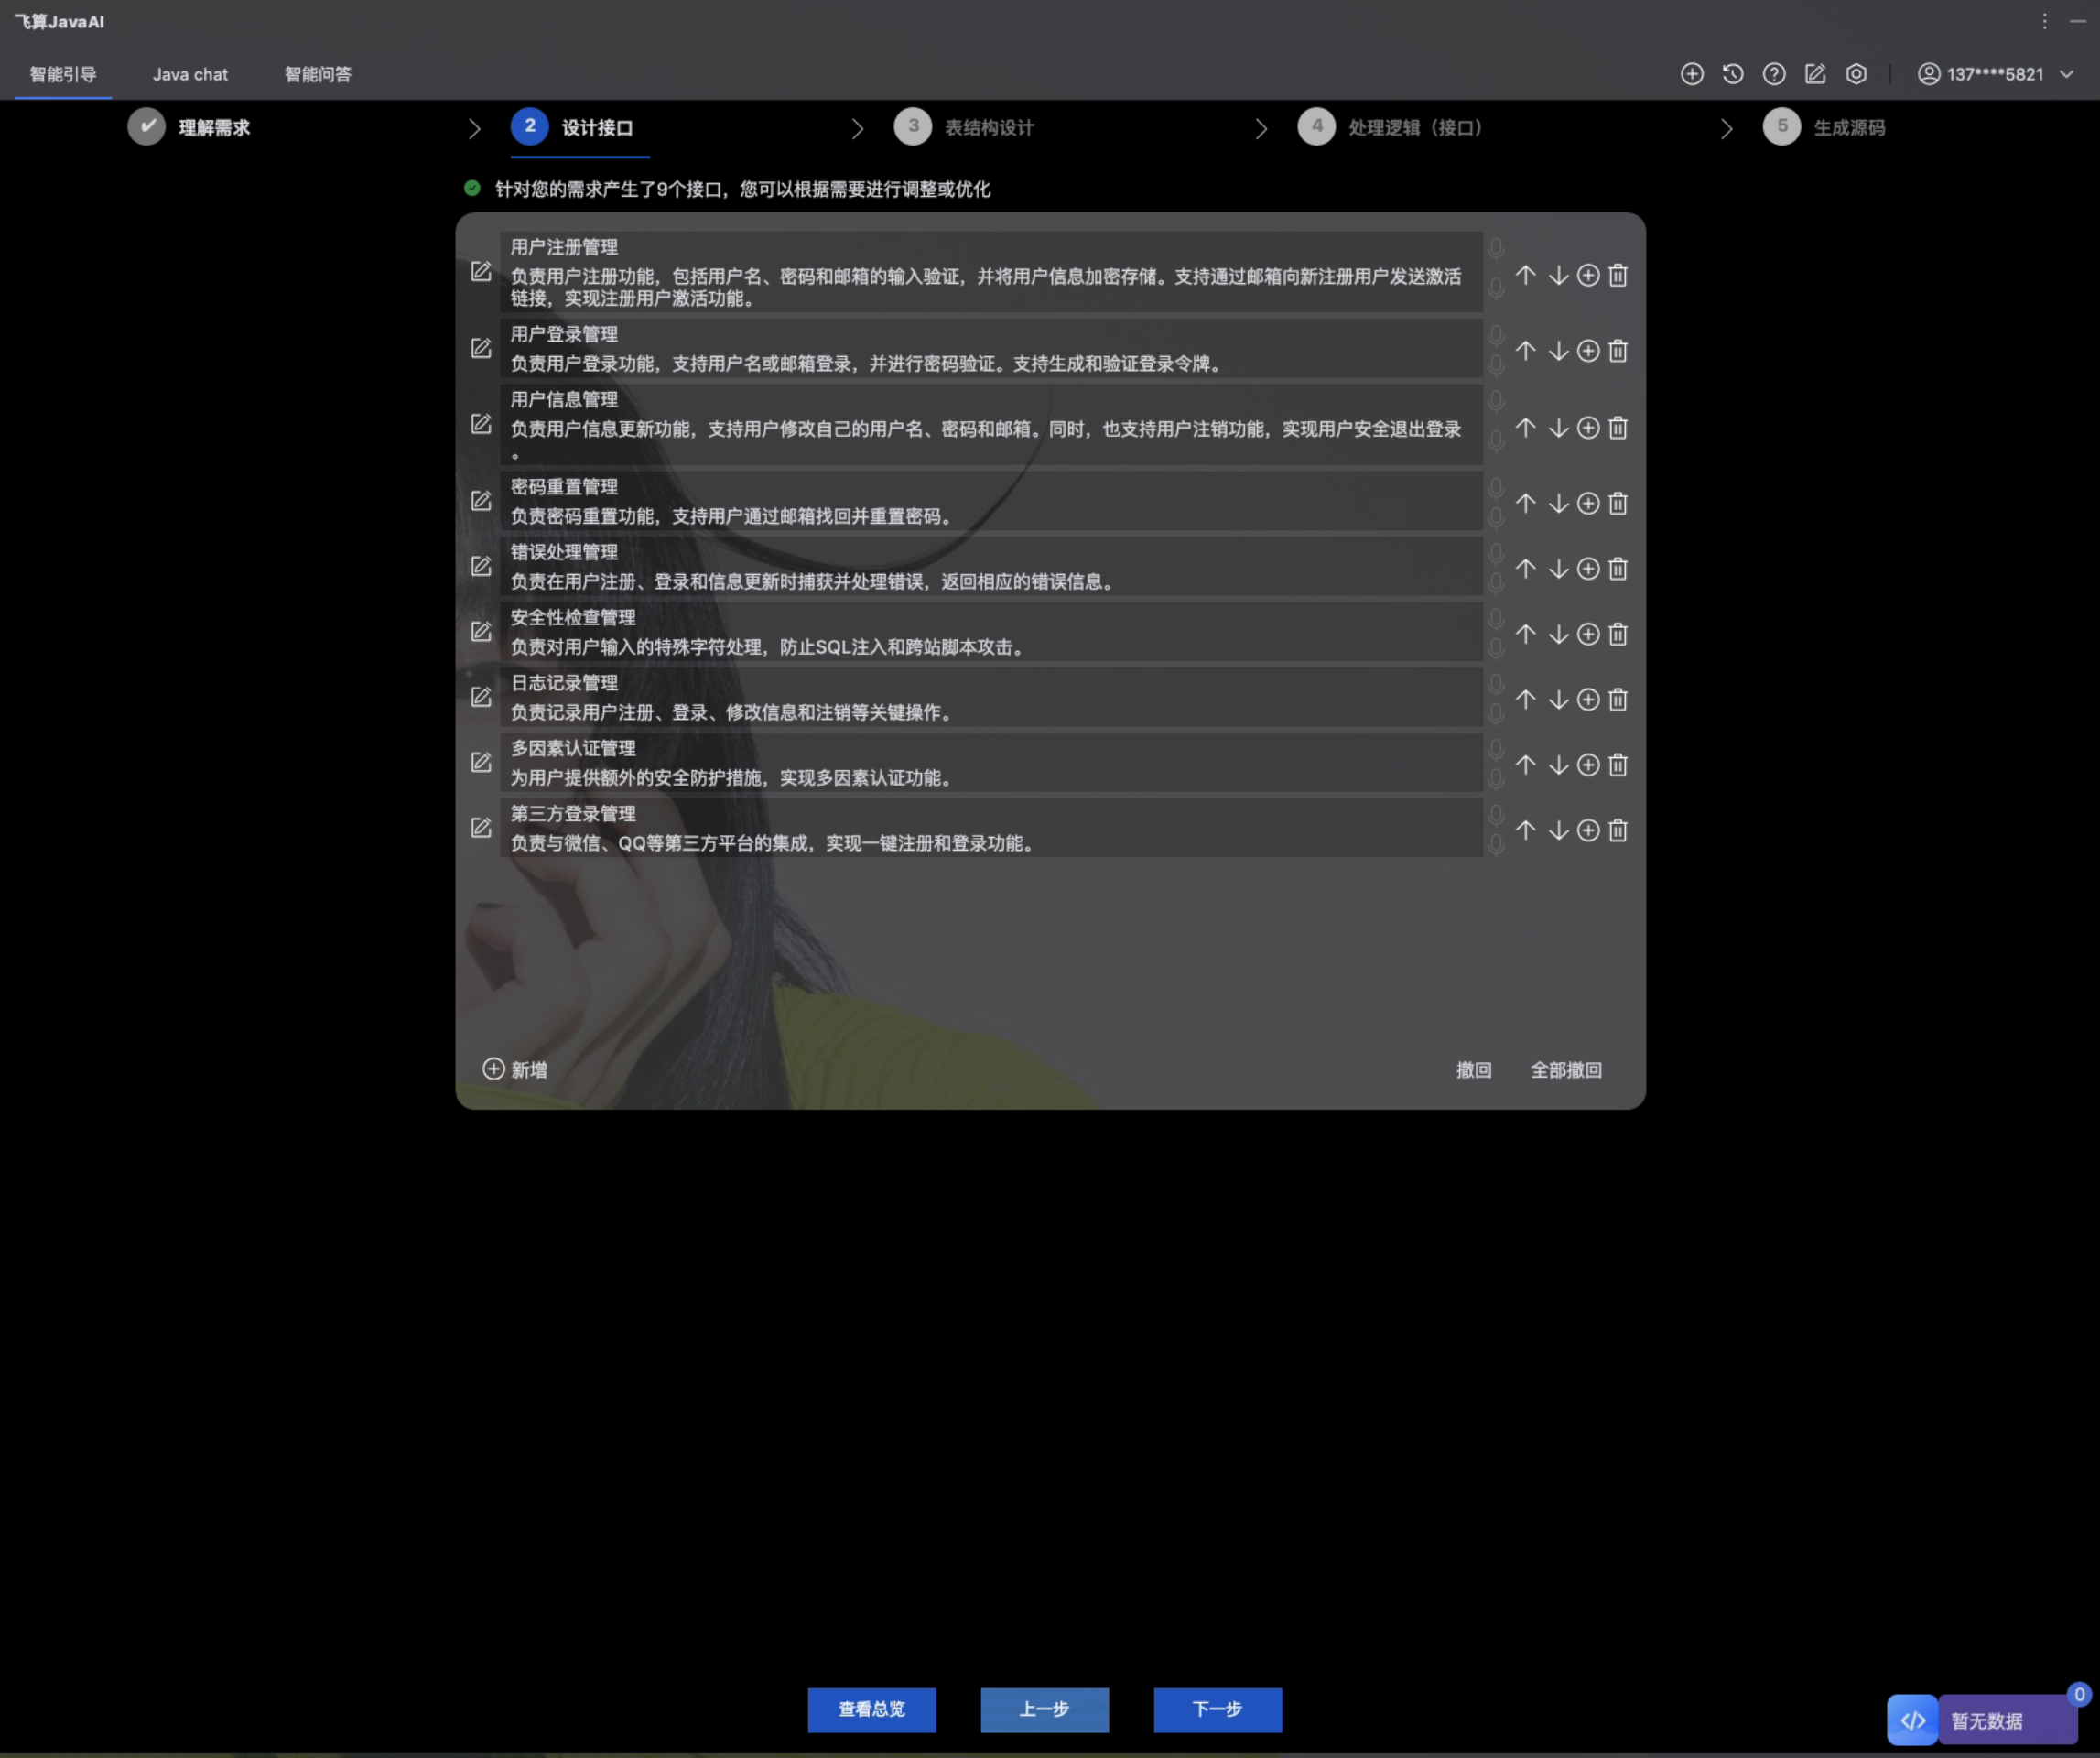 飞算JavaAI
智能引导 Java chat 智能问答 137****5821
理解需求 2 设计接口 3 表结构设计 4 处理逻辑（接口） 5 生成源码
针对您的需求产生了9个接口，您可以根据需要进行调整或优化
用户注册管理
负责用户注册功能，包括用户名、密码和邮箱的输入验证，并将用户信息加密存储。支持通过邮箱向新注册用户发送激活
链接，实现注册用户激活功能。
用户登录管理
负责用户登录功能，支持用户名或邮箱登录，并进行密码验证。支持生成和验证登录令牌。
用户信息管理
负责用户信息更新功能，支持用户修改自己的用户名、密码和邮箱。同时，也支持用户注销功能，实现用户安全退出登录
。
密码重置管理
负责密码重置功能，支持用户通过邮箱找回并重置密码。
错误处理管理
负责在用户注册、登录和信息更新时捕获并处理错误，返回相应的错误信息。
安全性检查管理
负责对用户输入的特殊字符处理，防止SQL注入和跨站脚本攻击。
日志记录管理
负责记录用户注册、登录、修改信息和注销等关键操作。
多因素认证管理
为用户提供额外的安全防护措施，实现多因素认证功能。
第三方登录管理
负责与微信、QQ等第三方平台的集成，实现一键注册和登录功能。
新增 撤回 全部撤回
查看总览 上一步 下一步
0
暂无数据